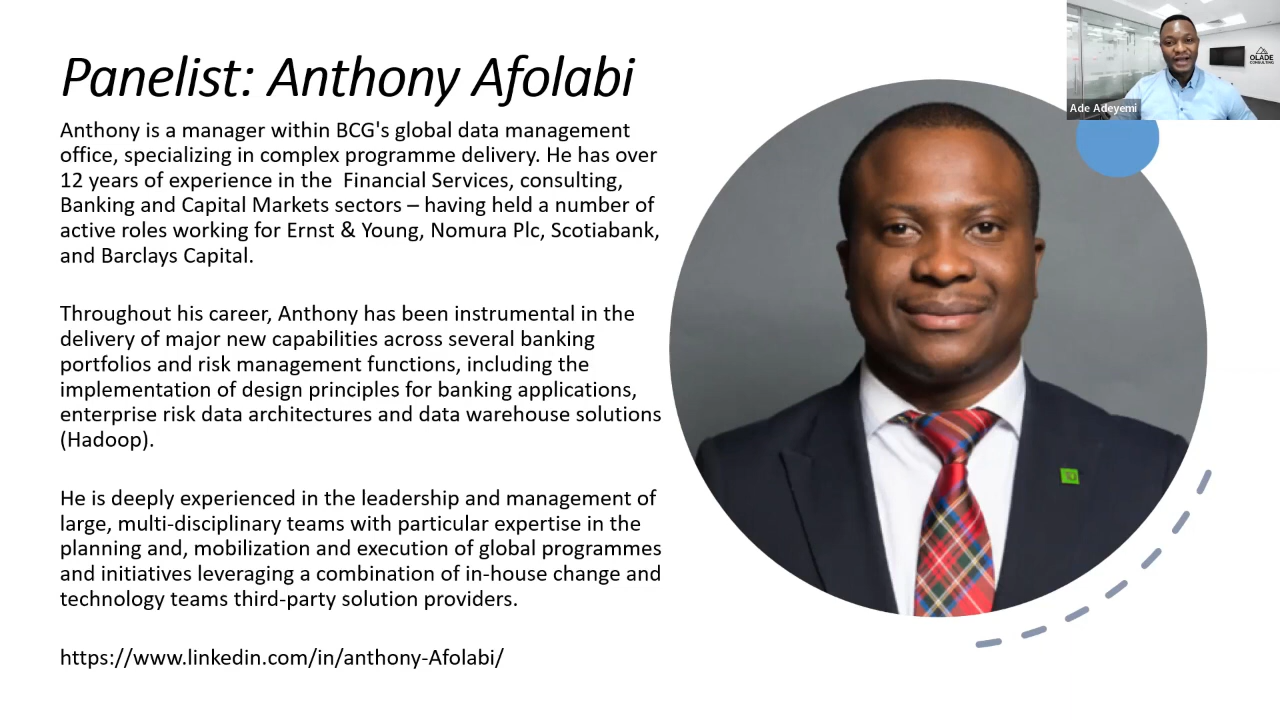 Panelist: Anthony Afolabi
Anthony is a manager within BCG's global data management
office, specializing in complex programme delivery. He has over
12 years of experience in the  Financial Services, consulting,
Banking and Capital Markets sectors – having held a number of
active roles working for Ernst & Young, Nomura Plc, Scotiabank,
and Barclays Capital.
Throughout his career, Anthony has been instrumental in the
delivery of major new capabilities across several banking
portfolios and risk management functions, including the
implementation of design principles for banking applications,
enterprise risk data architectures and data warehouse solutions
(Hadoop).
He is deeply experienced in the leadership and management of
large, multi-disciplinary teams with particular expertise in the
planning and, mobilization and execution of global programmes
and initiatives leveraging a combination of in-house change and
technology teams third-party solution providers.
https://www.linkedin.com/in/anthony-Afolabi/
OLADE
CONSULTING
Ade Adeyemi